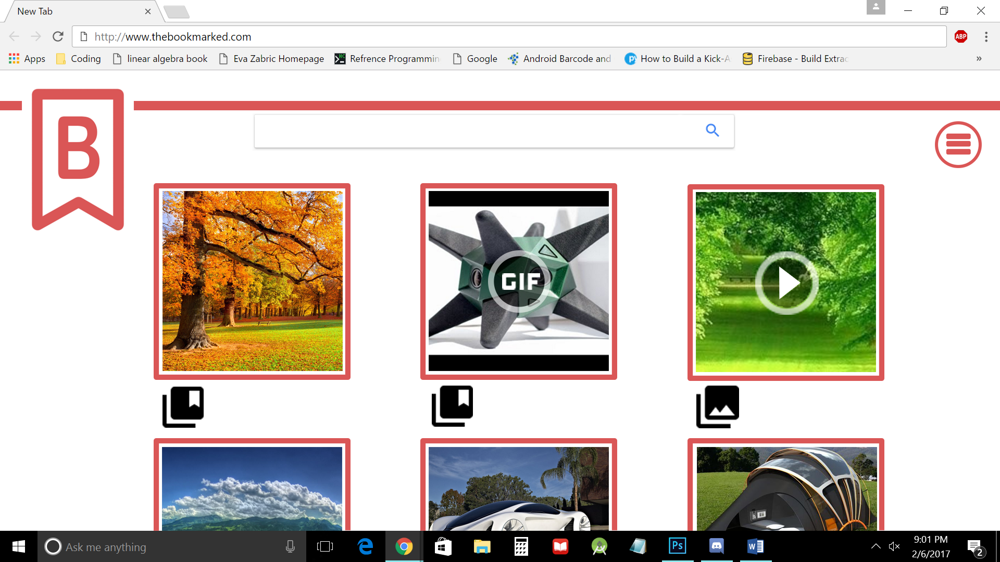 New Tab
http://www.thebookmarked.com
ABP
Apps
Coding
linear algebra book
Eva Zabric Homepage
Refrence Programmin
Google
Android Barcode and
How to Build a Kick-A
Firebase - Build Extrac
»
B
GIF
Ask me anything
Ps
9:01 PM
2/6/2017
2